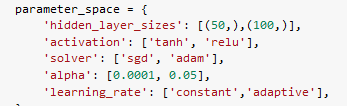 parameter_space = {
    'hidden_layer_sizes': [(50,),(100,)],
    'activation': ['tanh', 'relu'],
    'solver': ['sgd', 'adam'],
    'alpha': [0.0001, 0.05],
    'learning_rate': ['constant','adaptive'],